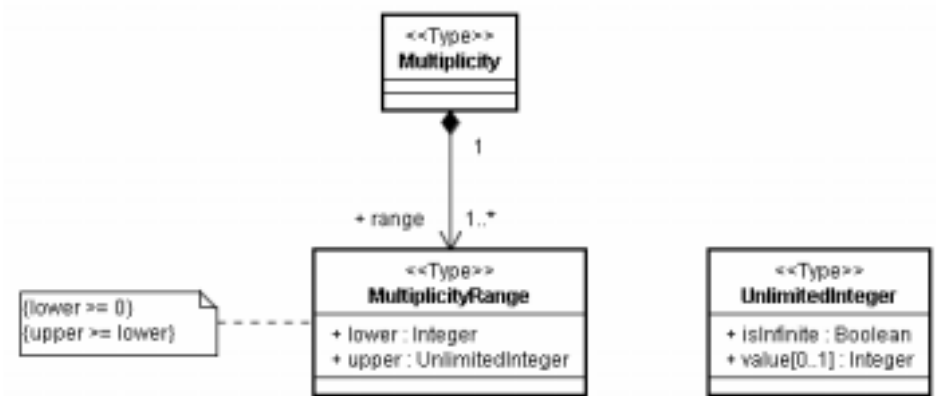 <<Type>>
Multiplicity
1
+ range
1..*
<<Type>>
MultiplicityRange
+ lower : Integer
+ upper : UnlimitedInteger
{lower >= 0}
{upper >= lower}
<<Type>>
UnlimitedInteger
+ isInfinite : Boolean
+ value[0..1] : Integer